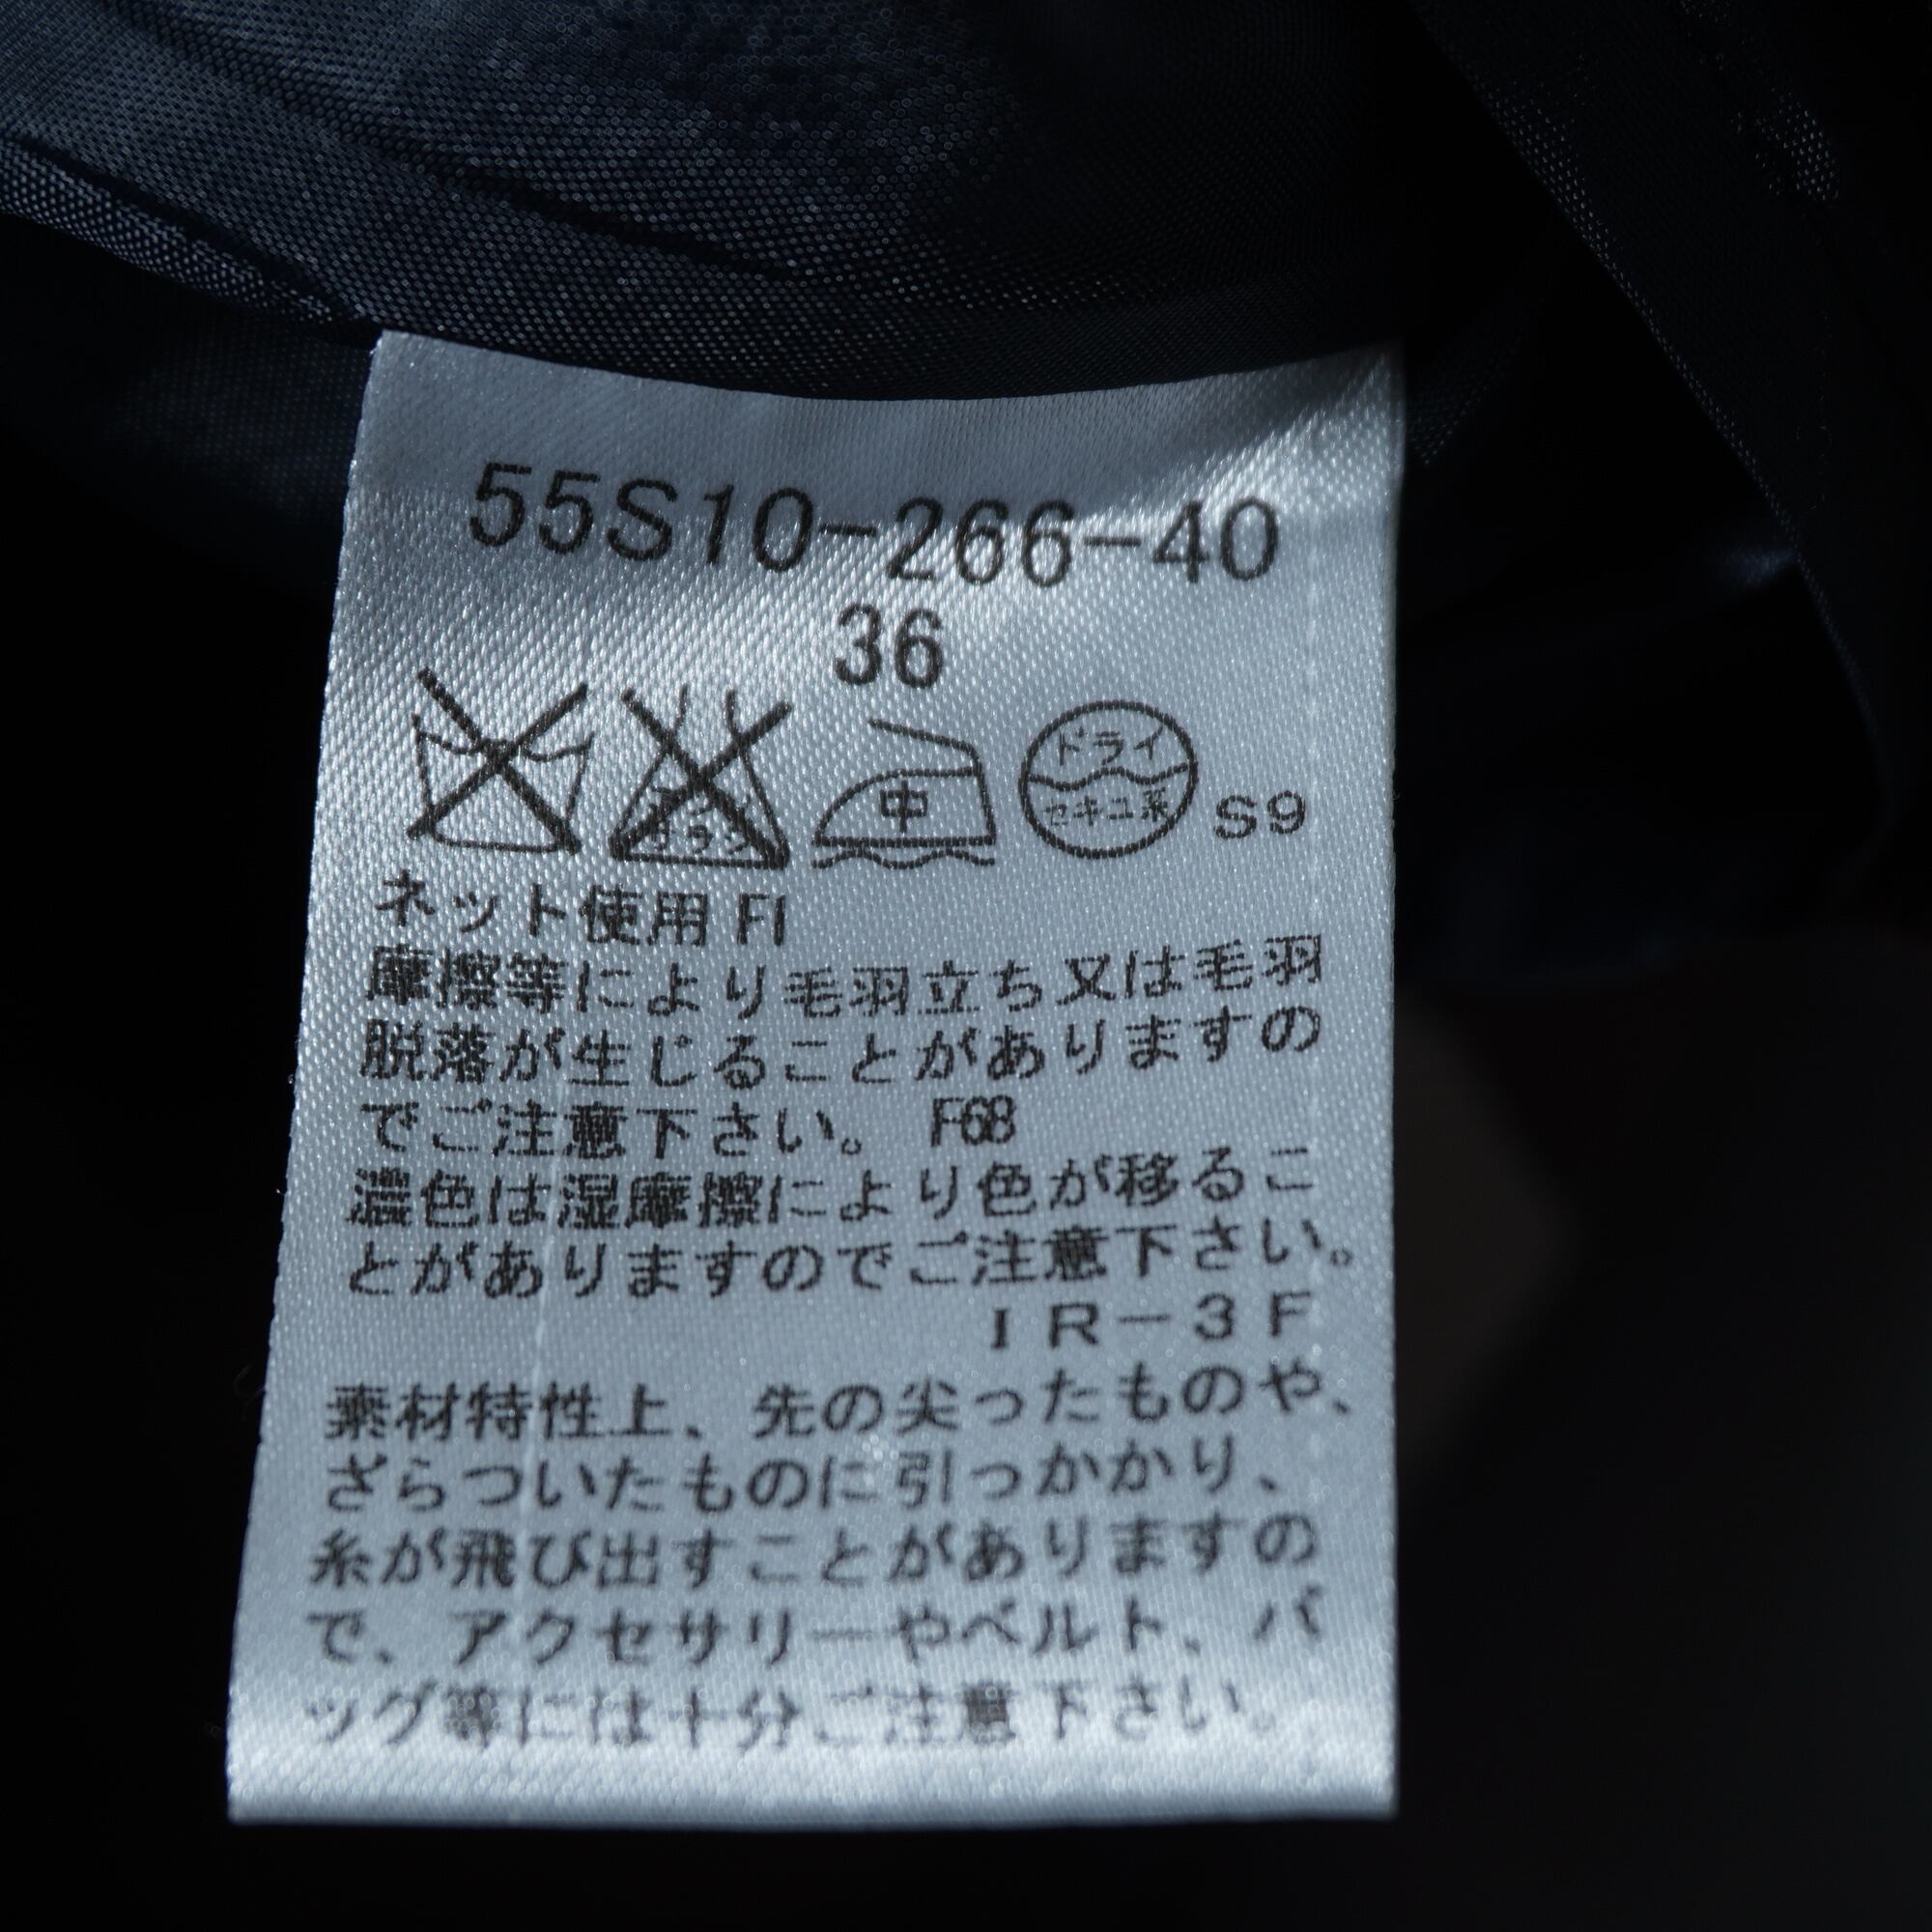 55S10-266-40
36
ドライ
セキユ系
S9
エンソ
サラシ
中
ネット使用 FI
摩擦等により毛羽立ち又は毛羽
脱落が生じることがありますの
でご注意下さい。 F68
濃色は湿摩擦により色が移るこ
とがありますのでご注意下さい。
IR-3F
素材特性上、先の尖ったものや、
ざらついたものに引っかかり、
糸が飛び出すことがありますの
で、アクセサリーやベルト、バ
ッグ等には十分ご注意下さい。